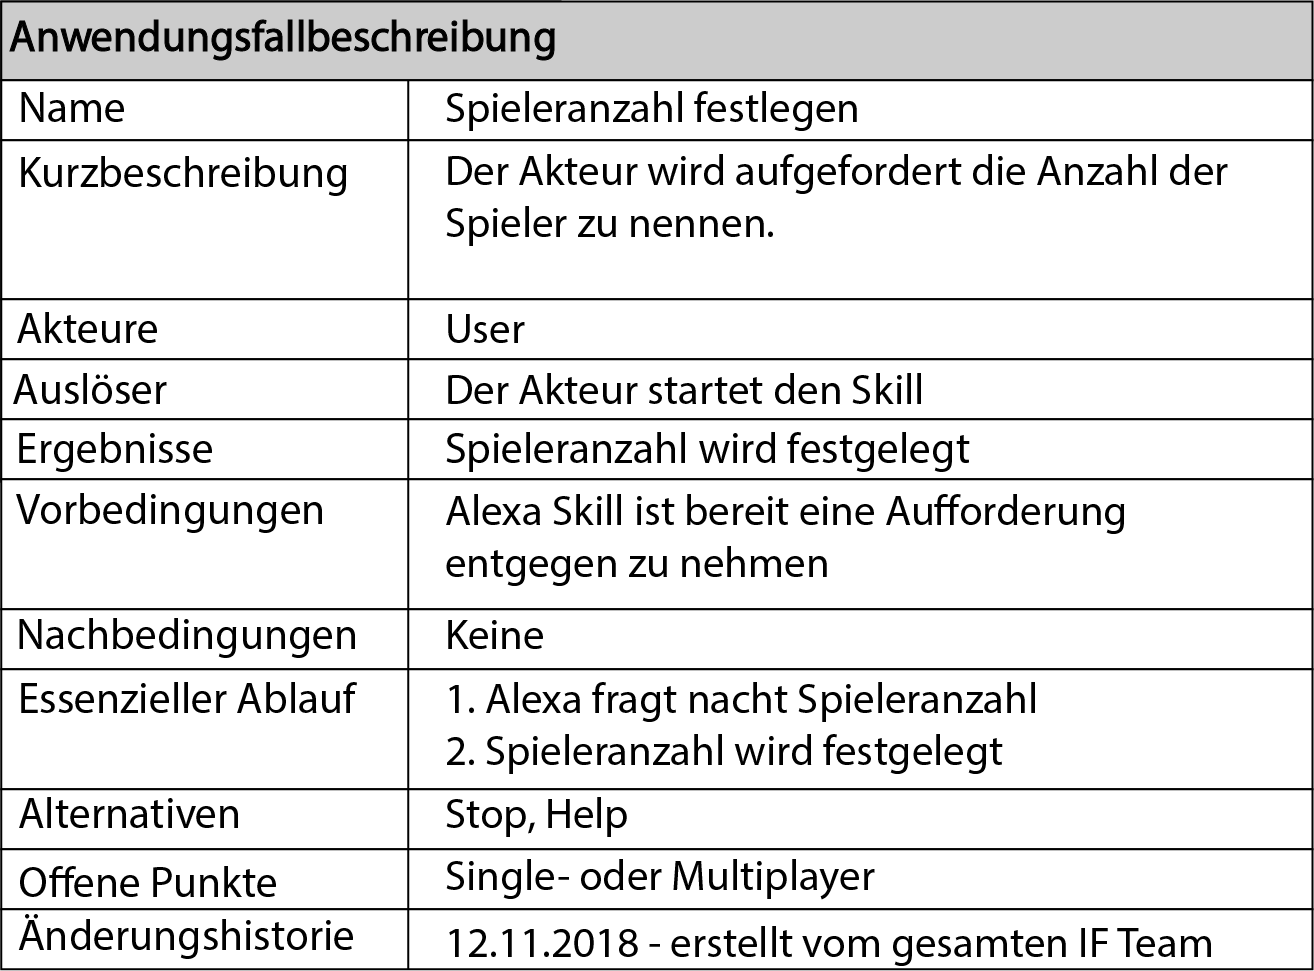 Anwendungsfallbeschreibung
Name
Spieleranzahl festlegen
Kurzbeschreibung
Der Akteur wird aufgefordert die Anzahl der
Spieler zu nennen.
Akteure
User
Auslöser
Der Akteur startet den Skill
Ergebnisse
Spieleranzahl wird festgelegt
Vorbedingungen
Alexa Skill ist bereit eine Aufforderung
entgegen zu nehmen
Nachbedingungen
Keine
Essenzieller Ablauf
1. Alexa fragt nacht Spieleranzahl
2. Spieleranzahl wird festgelegt
Alternativen
Stop, Help
Offene Punkte
Single- oder Multiplayer
Änderungshistorie
12.11.2018 - erstellt vom gesamten IF Team